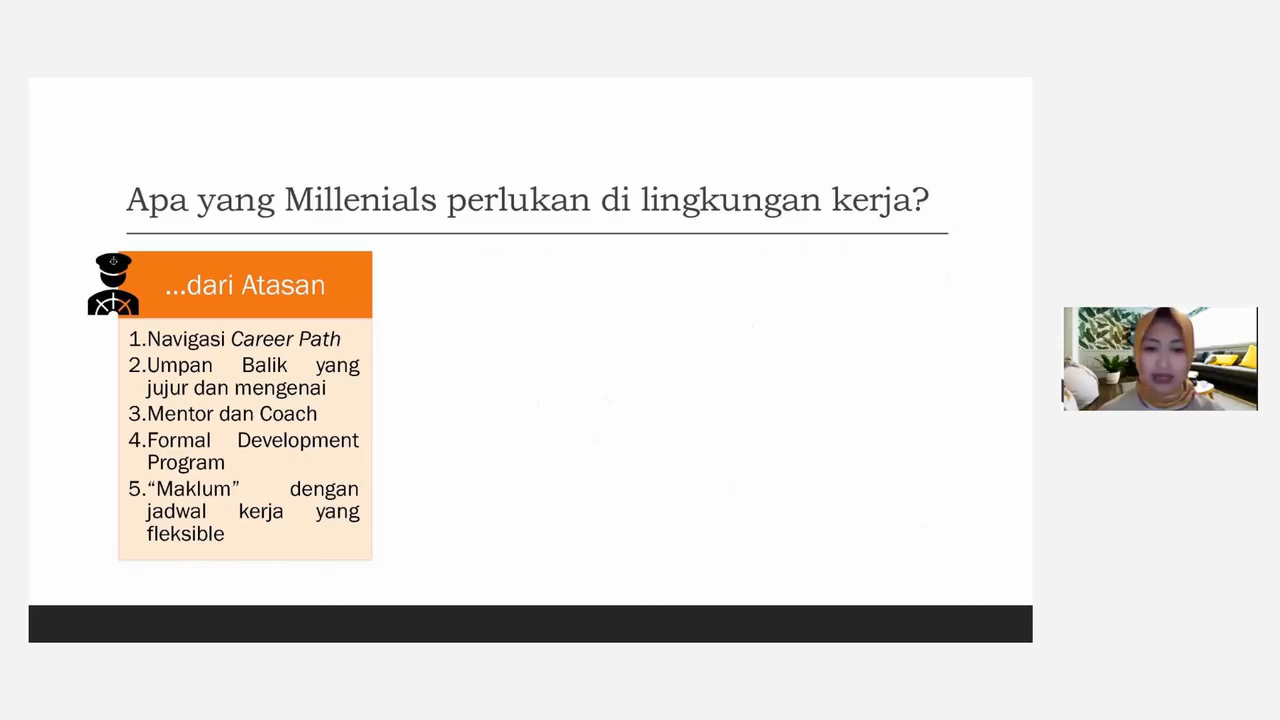 Apa yang Millenials perlukan di lingkungan kerja?
...dari Atasan
1.Navigasi Career Path
2.Umpan Balik yang
jujur dan mengenai
3.Mentor dan Coach
4.Formal Development
Program
5.“Maklum” dengan
jadwal kerja yang
fleksible